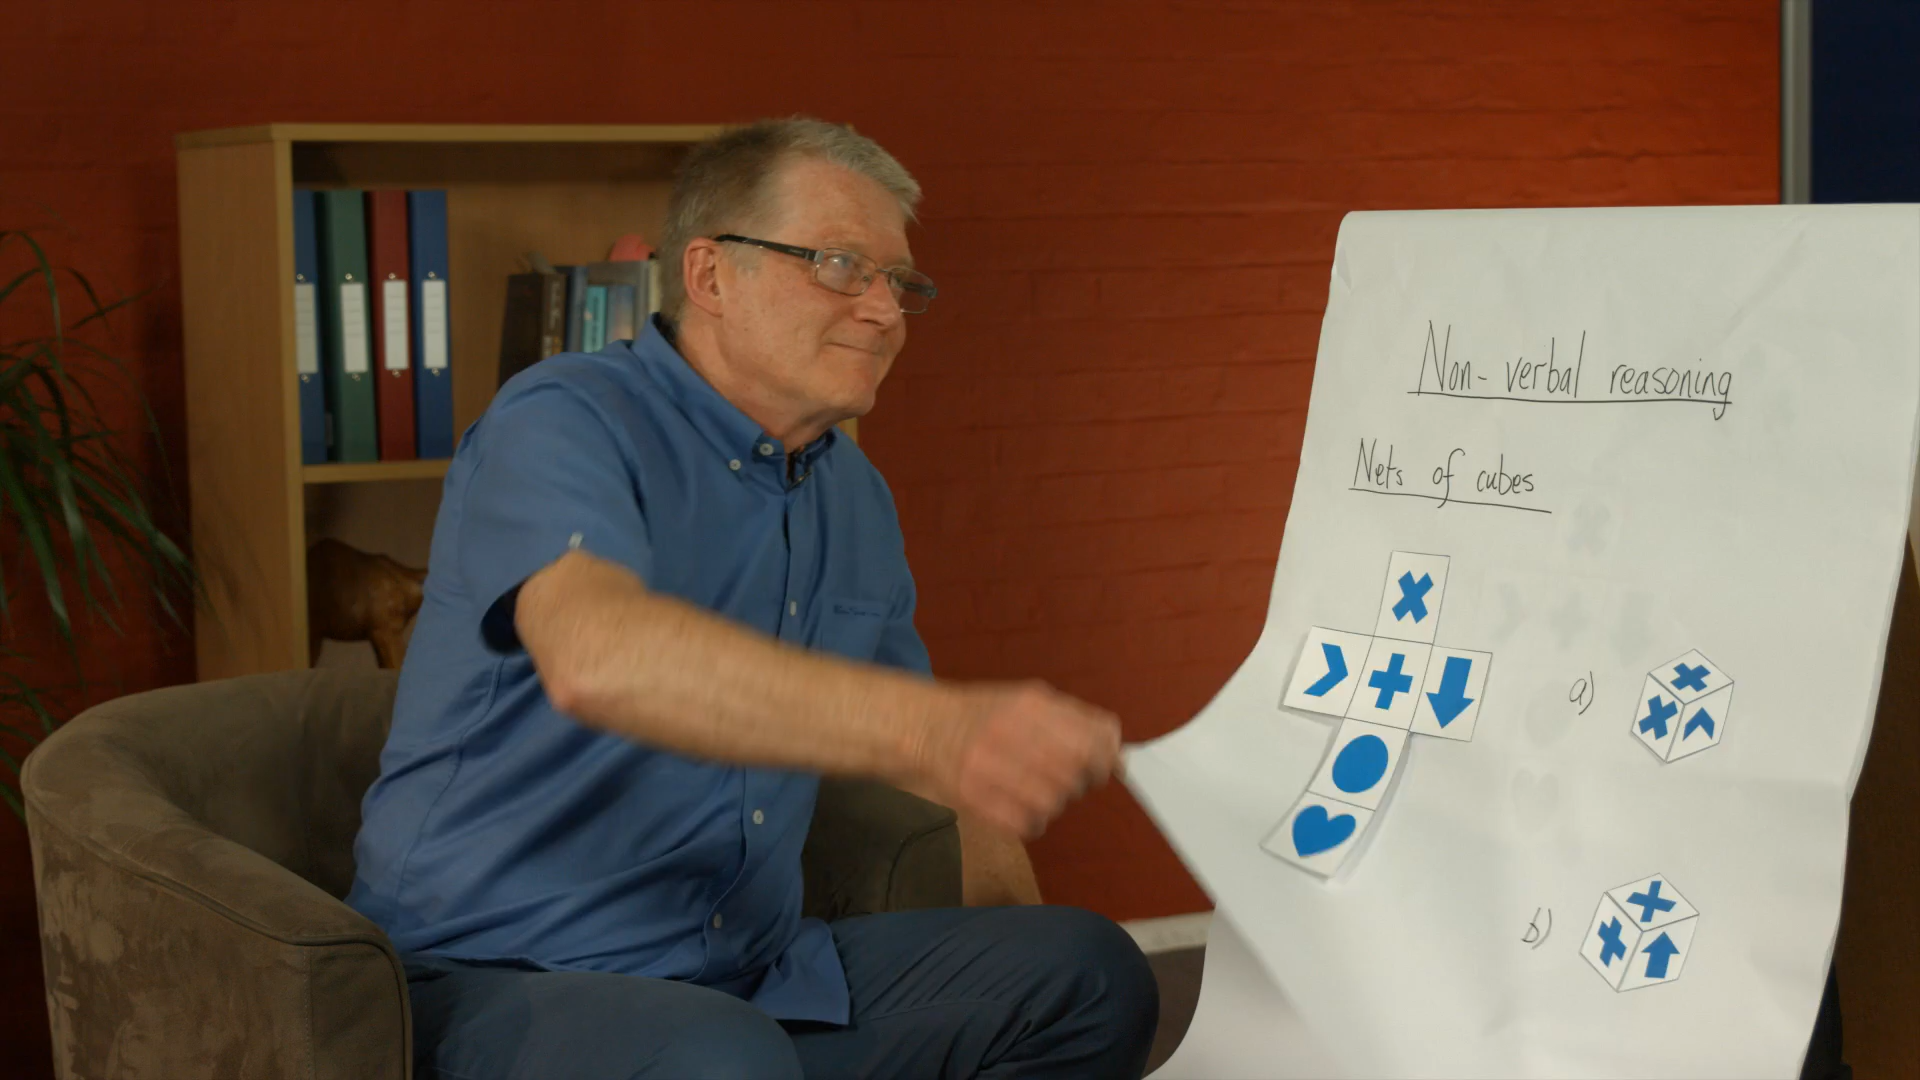 Non-verbal reasoning
Nets of cubes
a)
b)